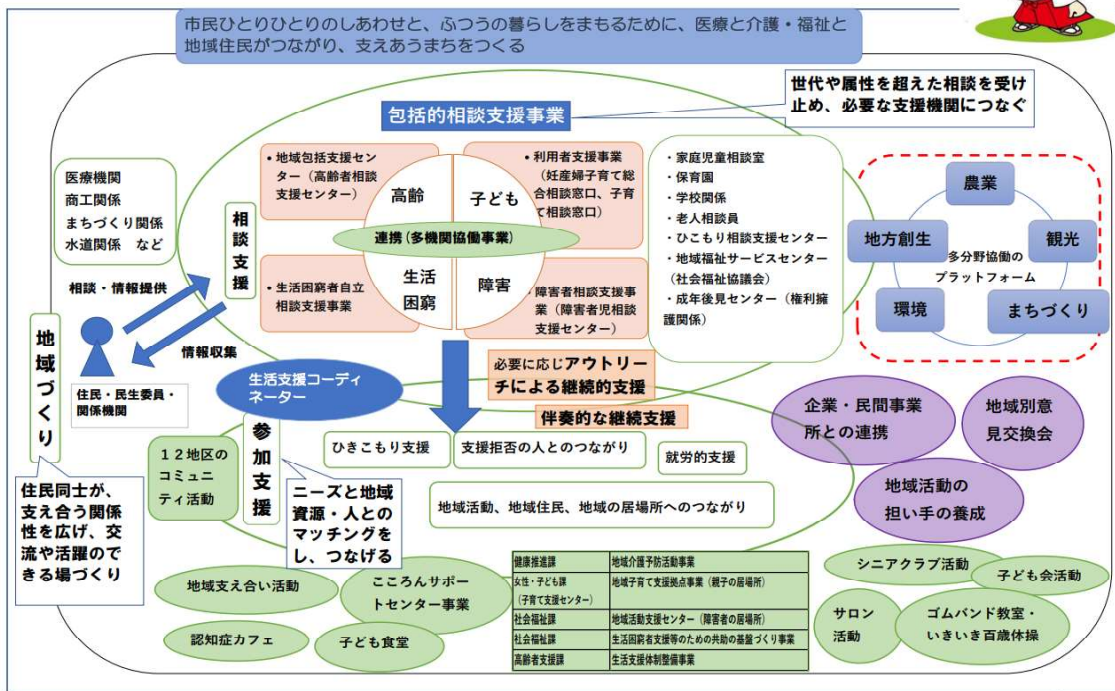 市民ひとりひとりのしあわせと、ふつうの暮らしをまもるために、医療と介護・福祉と
地域住民がつながり、支えあうまちをつくる
世代や属性を超えた相談を受け
止め、必要な支援機関につなぐ
包括的相談支援事業
医療機関
商工関係
まちづくり関係
水道関係　など
相談支援
・地域包括支援セン
ター（高齢者相談
支援センター）
高齢
子ども
・利用者支援事業
（妊産婦子育て総
合相談窓口、子育
て相談窓口）
連携(多機関協働事業)
・生活困窮者自立
相談支援事業
生活
困窮
障害
・障害者相談支援事
業（障害者児相談
支援センター）
・家庭児童相談室
・保育園
・学校関係
・老人相談員
・ひこもり相談支援センター
・地域福祉サービスセンター
（社会福祉協議会）
・成年後見センター（権利擁
護関係）
農業
地方創生
観光
多分野協働の
プラットフォーム
環境
まちづくり
相談・情報提供
情報収集
地域づくり
住民・民生委員・
関係機関
生活支援コーディ
ネーター
必要に応じアウトリー
チによる継続的支援
伴奏的な継続支援
企業・民間事業
所との連携
地域別意
見交換会
地域活動の
担い手の養成
住民同士が、
支え合う関係
性を広げ、交
流や活躍ので
きる場づくり
１２地区の
コミュニ
ティ活動
参加支援
ニーズと地域
資源・人との
マッチングを
し、つなげる
ひきこもり支援
支援拒否の人とのつながり
就労的支援
地域活動、地域住民、地域の居場所へのつながり
地域支え合い活動
こころんサポー
トセンター事業
認知症カフェ
子ども食堂
健康推進課　地域介護予防活動事業
女性・子ども課　地域子育て支援拠点事業（親子の居場所）
（子育て支援センター）
社会福祉課　地域活動支援センター（障害者の居場所）
社会福祉課　生活困窮者支援等のための共助の基盤づくり事業
高齢者支援課　生活支援体制整備事業
シニアクラブ活動
子ども会活動
サロン
活動
ゴムバンド教室・
いきいき百歳体操